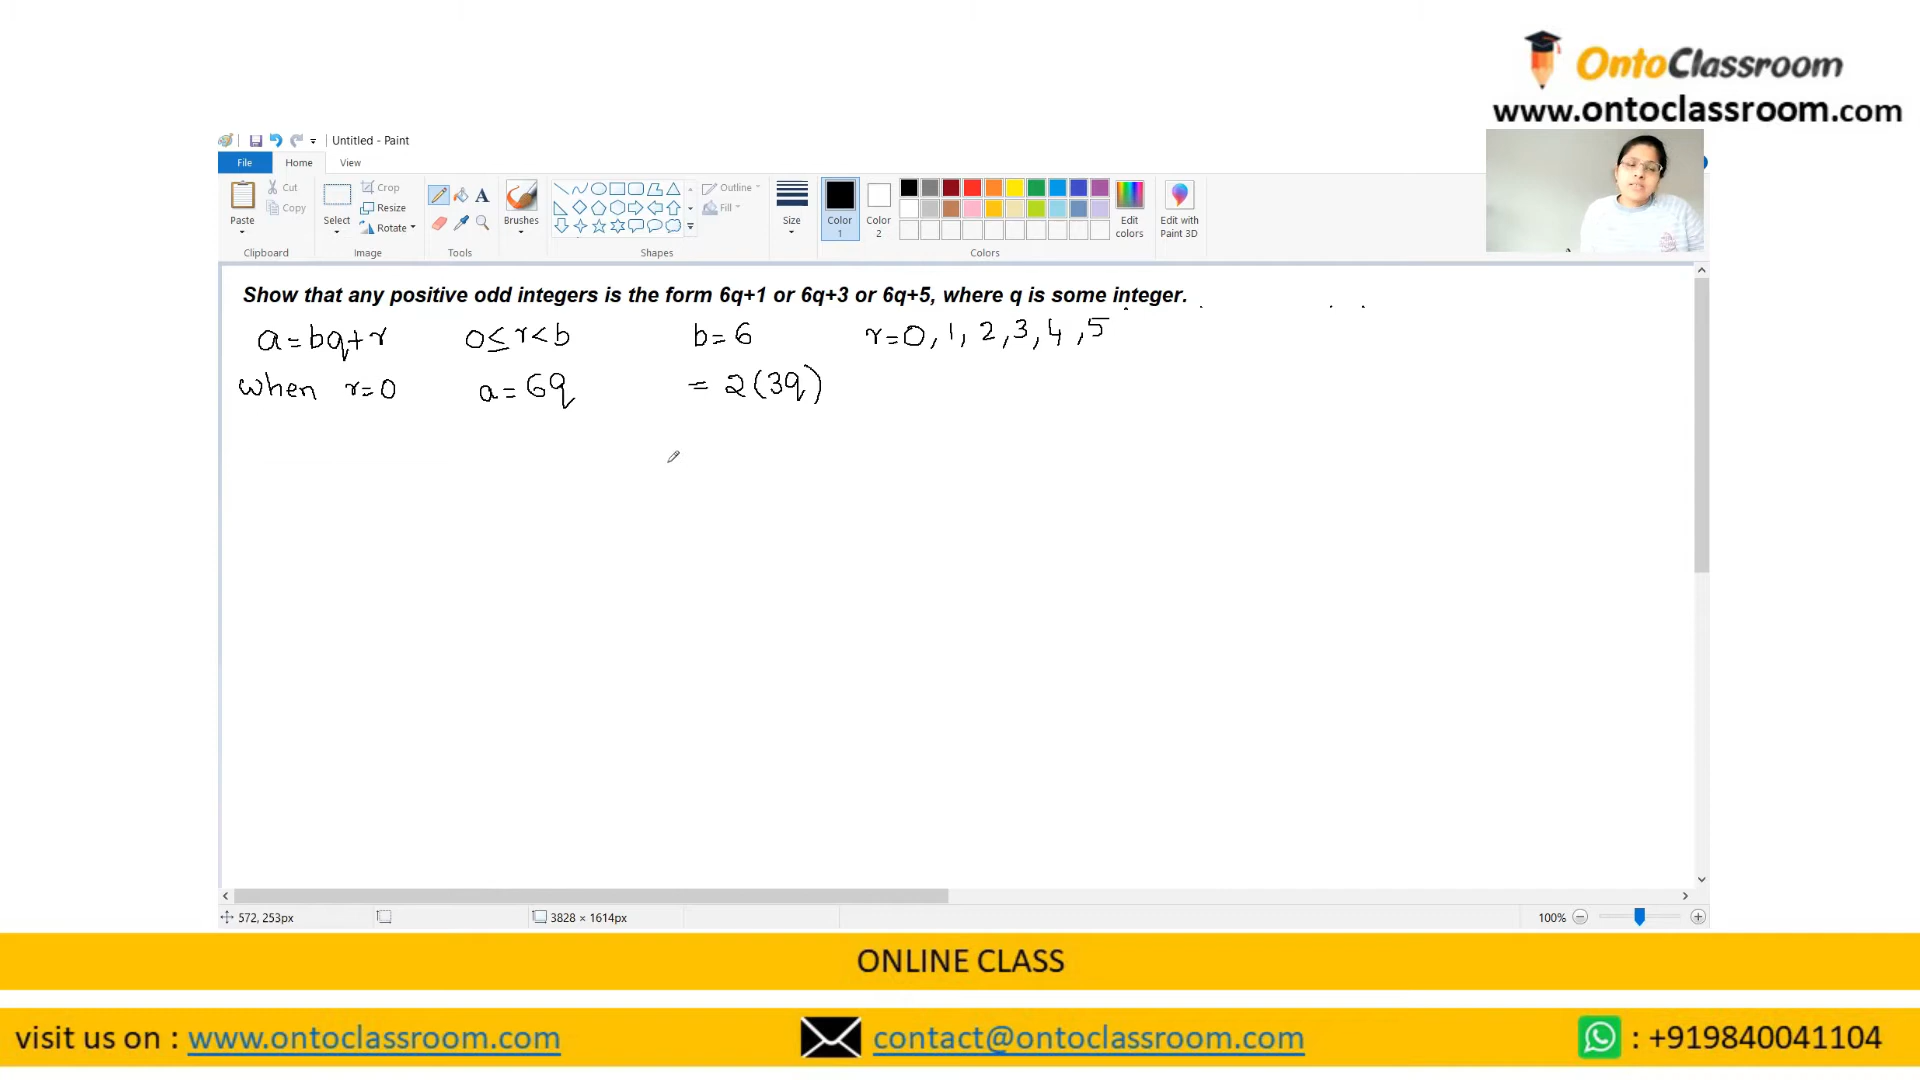 OntoClassroom
www.ontoclassroom.com
Untitled - Paint
File Home View
Paste Cut Copy Select Crop Resize Rotate Brushes Outline Fill Size Color 1 Color 2 Edit colors Edit with Paint 3D
Clipboard Image Tools Shapes Colors
Show that any positive odd integers is the form 6q+1 or 6q+3 or 6q+5, where q is some integer.
a=bq+r 0≤r<b b=6 r=0,1,2,3,4,5
when r=0 a=6q = 2(3q)
572, 253px 3828 × 1614px 100%
ONLINE CLASS
visit us on : www.ontoclassroom.com contact@ontoclassroom.com : +919840041104